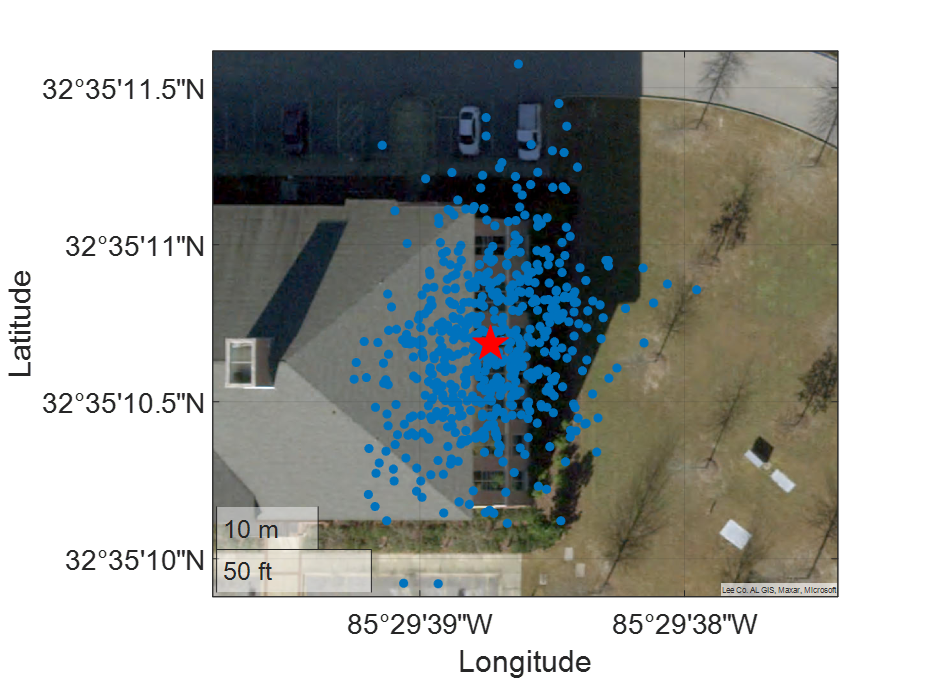 32°35'11.5"N
32°35'11"N
32°35'10.5"N
32°35'10"N
Latitude
10 m
50 ft
Lee Co. AL GIS, Maxar, Microsoft
85°29'39"W
85°29'38"W
Longitude